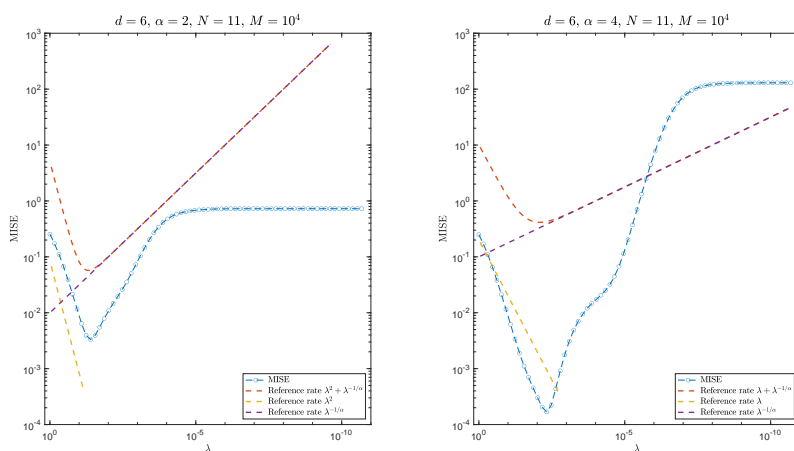 d = 6, α = 2, N = 11, M = 10^4
10^3
10^2
10^1
10^0
10^-1
10^-2
10^-3
10^-4
MISE
10^0
10^-5
10^-10
λ
MISE
Reference rate λ^2 + λ^{-1/α}
Reference rate λ^2
Reference rate λ^{-1/α}
d = 6, α = 4, N = 11, M = 10^4
10^3
10^2
10^1
10^0
10^-1
10^-2
10^-3
10^-4
MISE
10^0
10^-5
10^-10
λ
MISE
Reference rate λ + λ^{-1/α}
Reference rate λ
Reference rate λ^{-1/α}